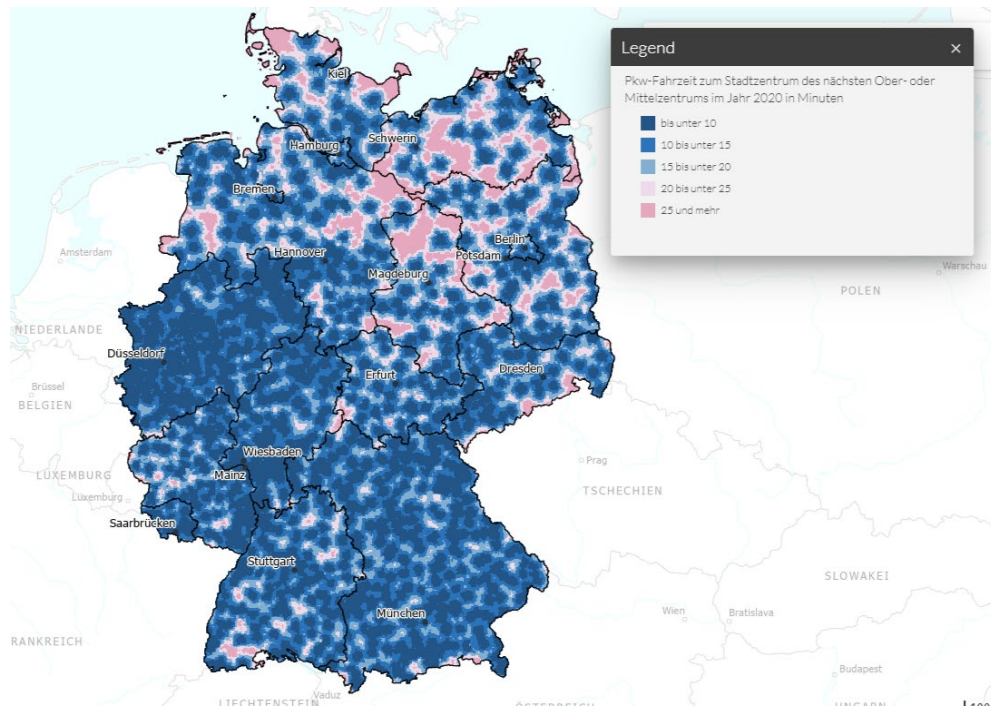 Legend ×
Pkw-Fahrzeit zum Stadtzentrum des nächsten Ober- oder
Mittelzentrums im Jahr 2020 in Minuten
bis unter 10
10 bis unter 15
15 bis unter 20
20 bis unter 25
25 und mehr
Kiel
Schwerin
Hamburg
Bremen
Berlin
Amsterdam
Hannover
Potsdam
Warschau
Magdeburg
POLEN
NIEDERLANDE
Düsseldorf
Erfurt
Dresden
Brüssel
BELGIEN
Wiesbaden
Prag
LUXEMBURG
Mainz
TSCHECHIEN
Luxemburg
Saarbrücken
Stuttgart
SLOWAKEI
München
Wien
Bratislava
RANKREICH
Budapest
Vaduz
LIECHTENSTEIN
ÖSTERREICH
UNGARN